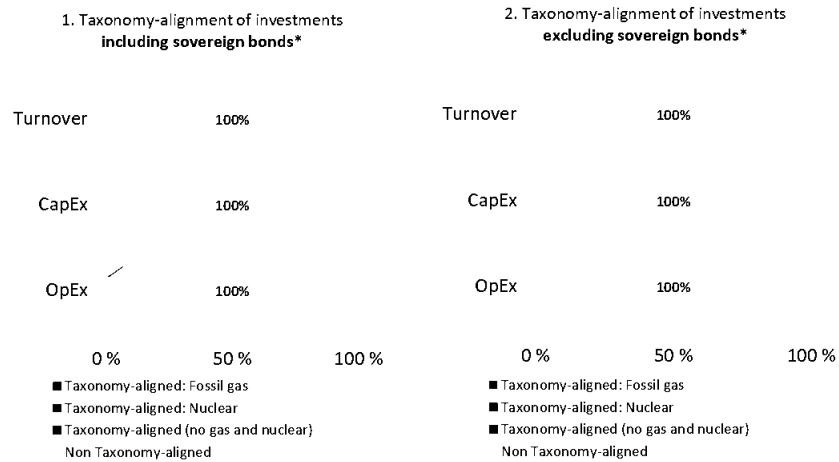 1. Taxonomy-alignment of investments
including sovereign bonds*
Turnover 100%
CapEx 100%
OpEx 100%
0 % 50 % 100 %
Taxonomy-aligned: Fossil gas
Taxonomy-aligned: Nuclear
Taxonomy-aligned (no gas and nuclear)
Non Taxonomy-aligned
2. Taxonomy-alignment of investments
excluding sovereign bonds*
Turnover 100%
CapEx 100%
OpEx 100%
0 % 50 % 100 %
Taxonomy-aligned: Fossil gas
Taxonomy-aligned: Nuclear
Taxonomy-aligned (no gas and nuclear)
Non Taxonomy-aligned